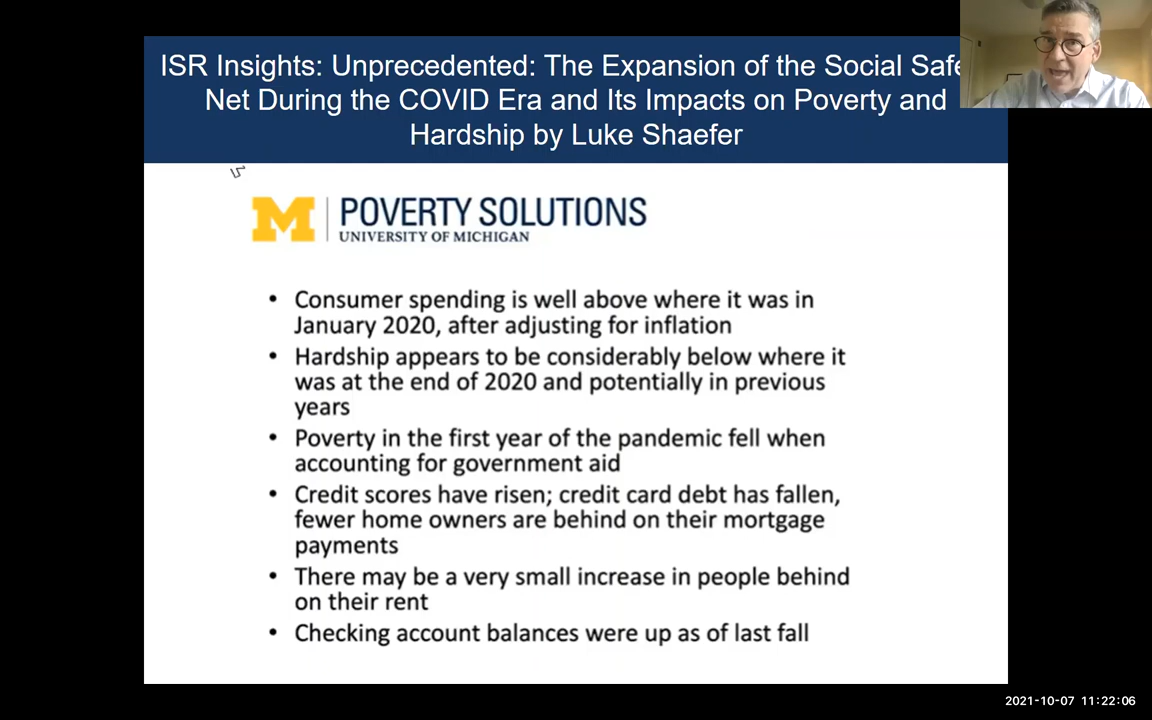 ISR Insights: Unprecedented: The Expansion of the Social Safe
Net During the COVID Era and Its Impacts on Poverty and
Hardship by Luke Shaefer
M POVERTY SOLUTIONS
UNIVERSITY OF MICHIGAN
• Consumer spending is well above where it was in
January 2020, after adjusting for inflation
• Hardship appears to be considerably below where it
was at the end of 2020 and potentially in previous
years
• Poverty in the first year of the pandemic fell when
accounting for government aid
• Credit scores have risen; credit card debt has fallen,
fewer home owners are behind on their mortgage
payments
• There may be a very small increase in people behind
on their rent
• Checking account balances were up as of last fall
2021-10-07 11:22:06